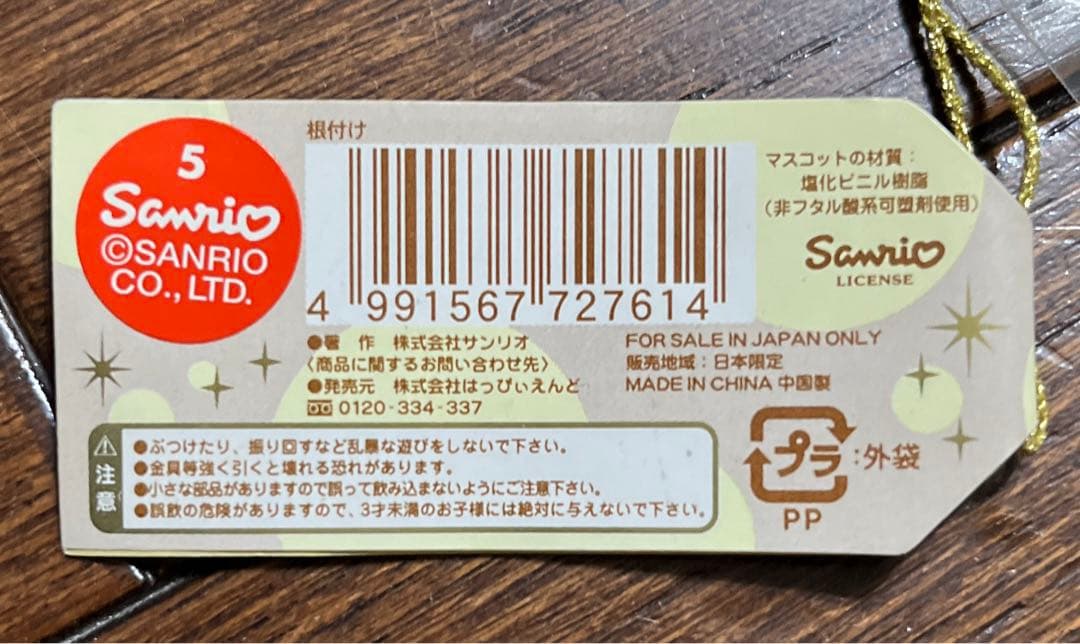 5
Sanrio
©SANRIO
CO., LTD.
根付け
4 991567 727614
マスコットの材質：
塩化ビニル樹脂
（非フタル酸系可塑剤使用）
Sanrio
LICENSE
●著　作　株式会社サンリオ
〈商品に関するお問い合わせ先〉
●発売元　株式会社はっぴぃえんど
0120-334-337
FOR SALE IN JAPAN ONLY
販売地域：日本限定
MADE IN CHINA 中国製
注意
●ぶつけたり、振り回すなど乱暴な遊びをしないで下さい。
●金具等強く引くと壊れる恐れがあります。
●小さな部品がありますので誤って飲み込まないようにご注意下さい。
●誤飲の危険がありますので、3才未満のお子様には絶対に与えないで下さい。
プラ：外袋
PP